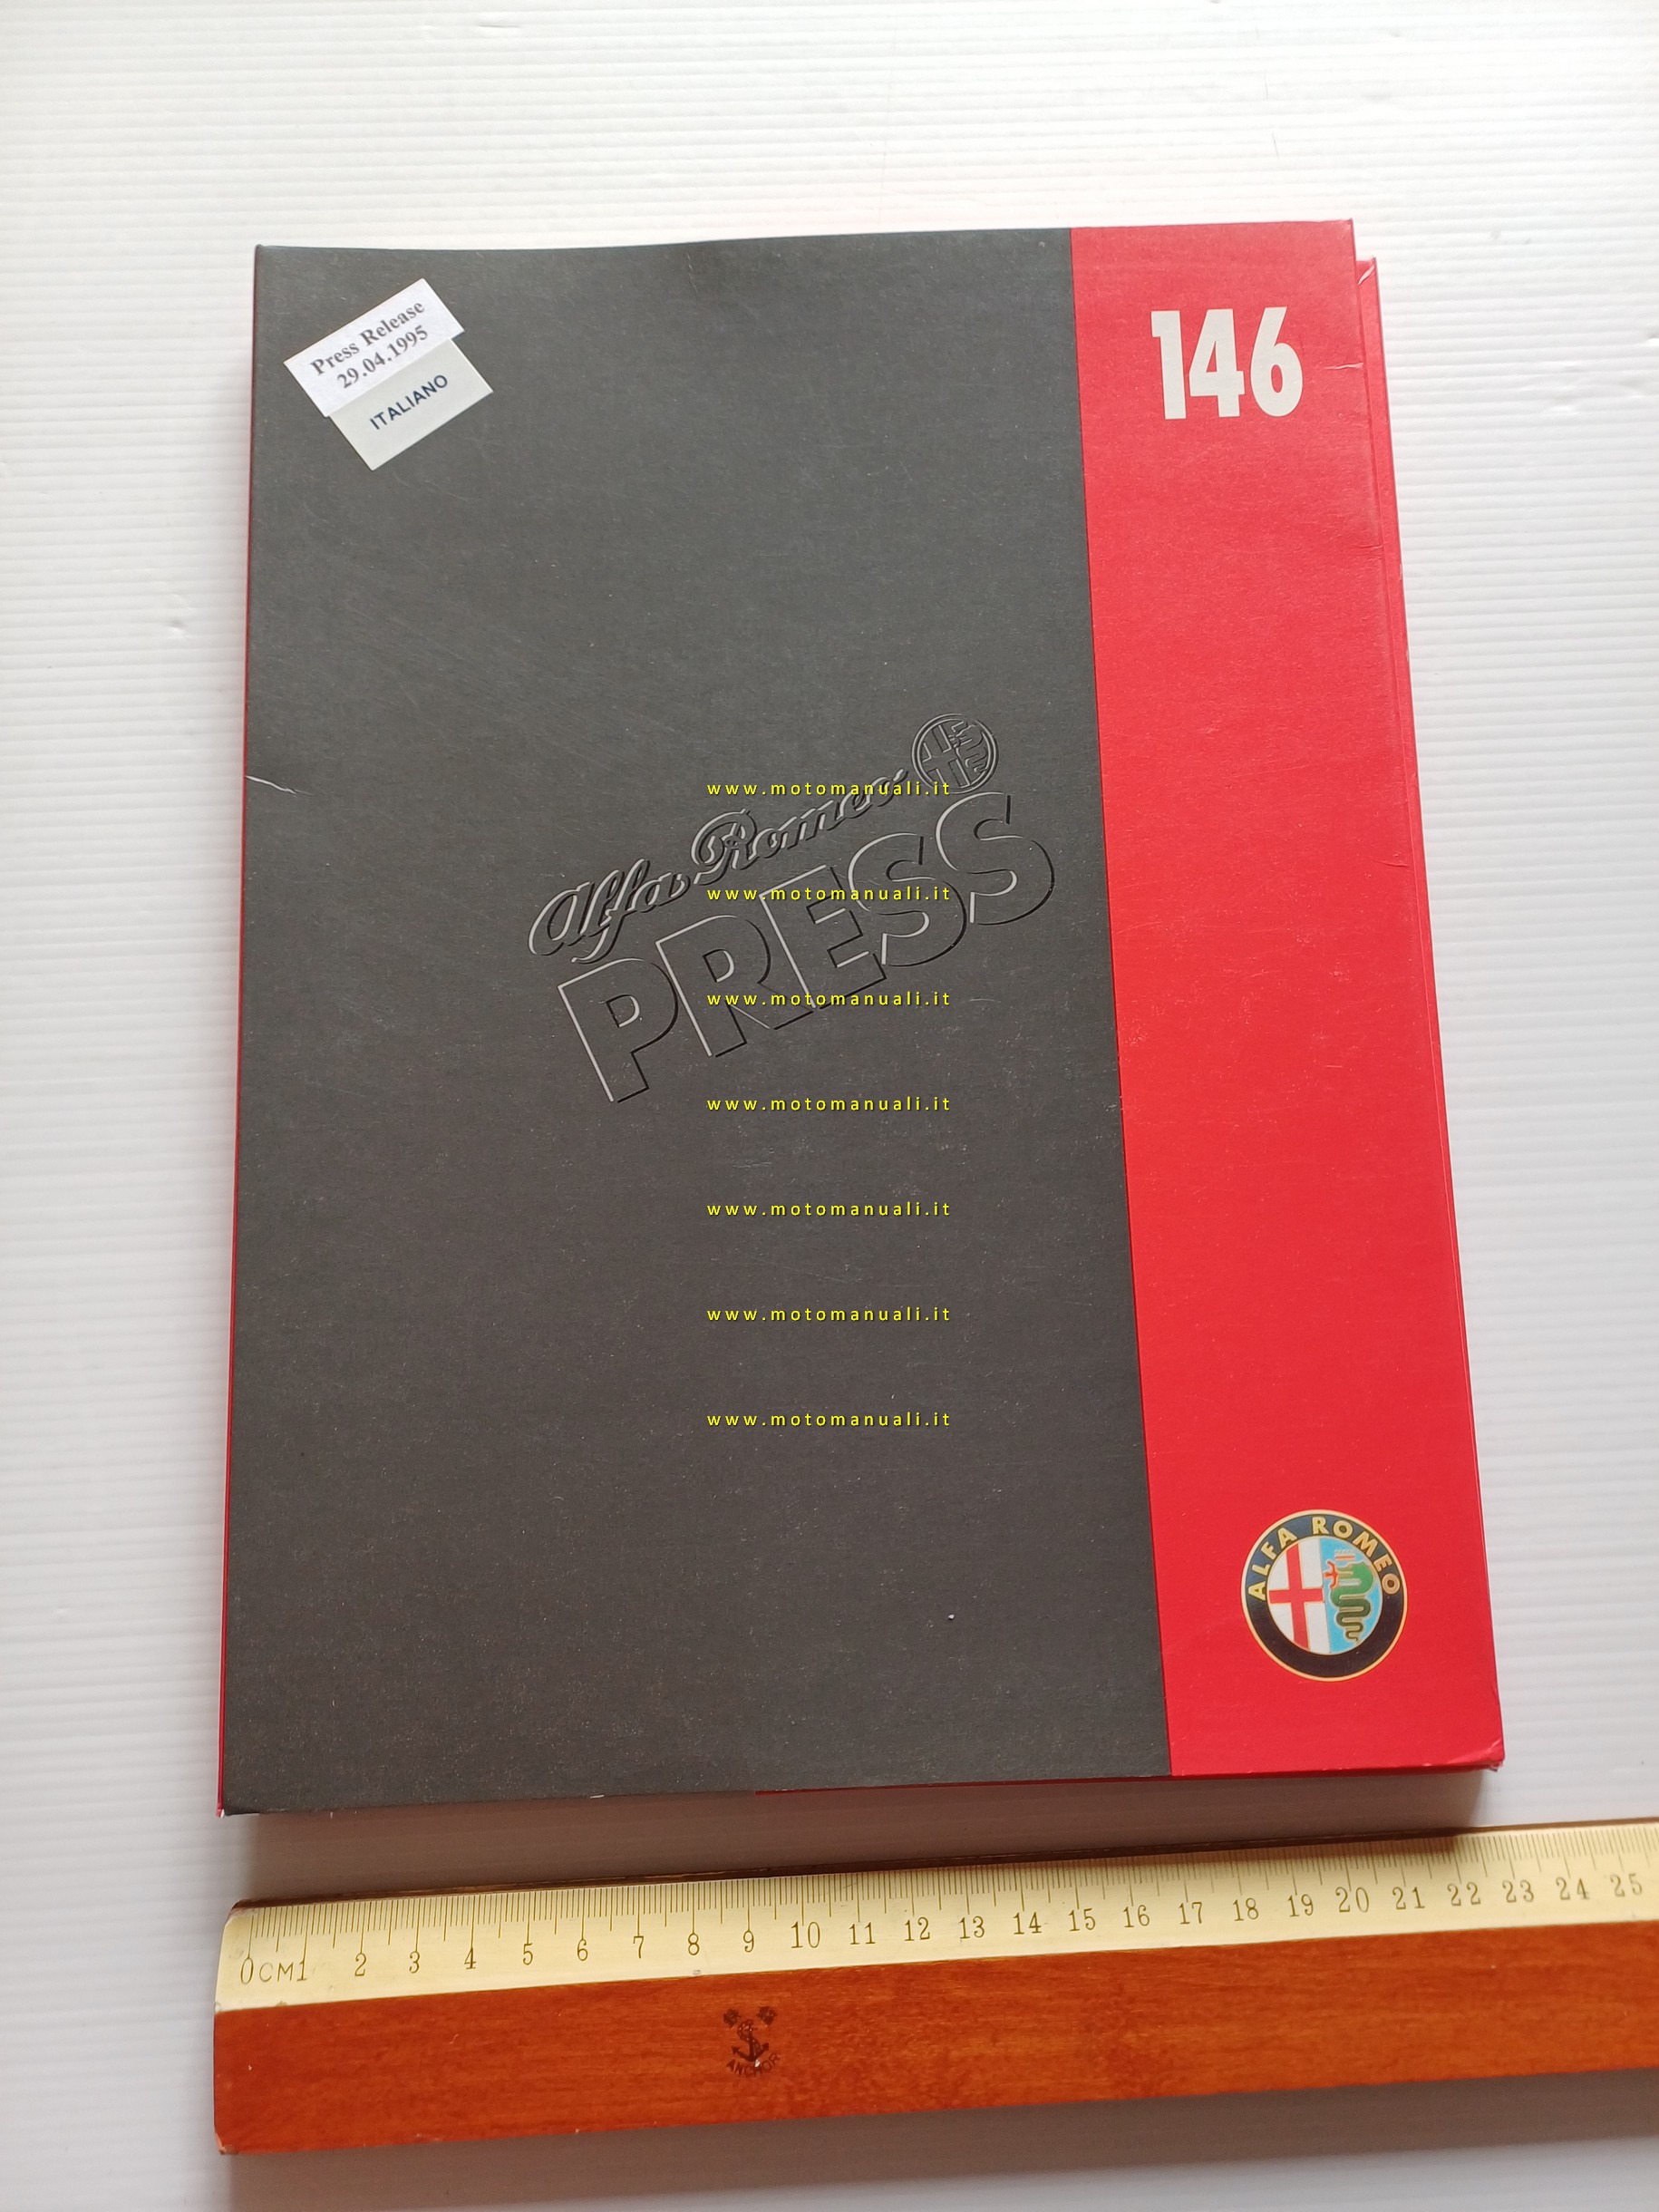 Press Release
29.04.1995
ITALIANO
146
Alfa Romeo
PRESS
www.motomanuali.it
www.motomanuali.it
www.motomanuali.it
www.motomanuali.it
www.motomanuali.it
www.motomanuali.it
www.motomanuali.it
ALFA ROMEO
0CM1 2 3 4 5 6 7 8 9 10 11 12 13 14 15 16 17 18 19 20 21 22 23 24 25
ANCHOR